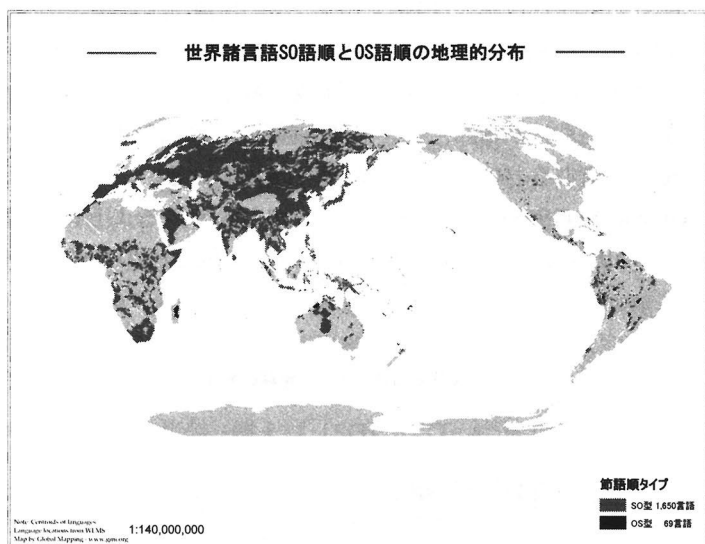 世界諸言語SO語順とOS語順の地理的分布
節語順タイプ
SO型 1,650言語
OS型 69言語
Note: Centroids of languages
Language locations from WLMS
Map by Global Mapping - www.gmi.org
1:140,000,000